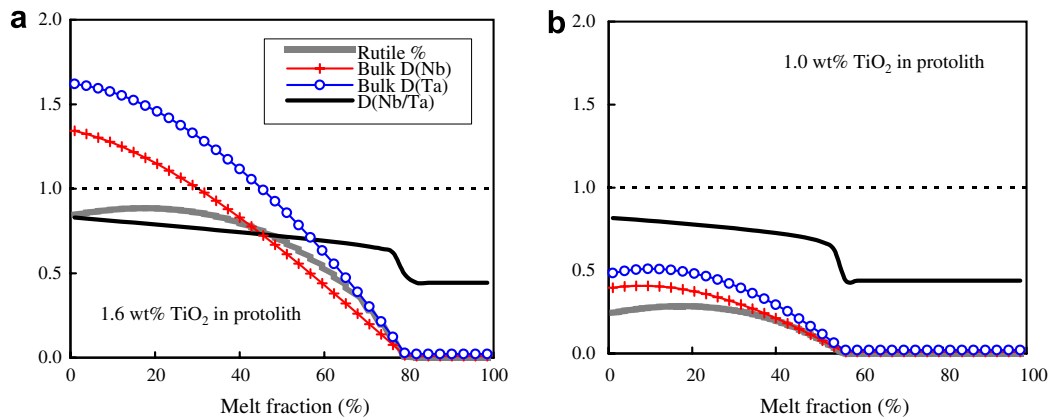 a
b
2.0
1.5
1.0
0.5
0.0
Rutile %
Bulk D(Nb)
Bulk D(Ta)
D(Nb/Ta)
1.6 wt% TiO2 in protolith
0 20 40 60 80 100
Melt fraction (%)
2.0
1.5
1.0
0.5
0.0
1.0 wt% TiO2 in protolith
0 20 40 60 80 100
Melt fraction (%)